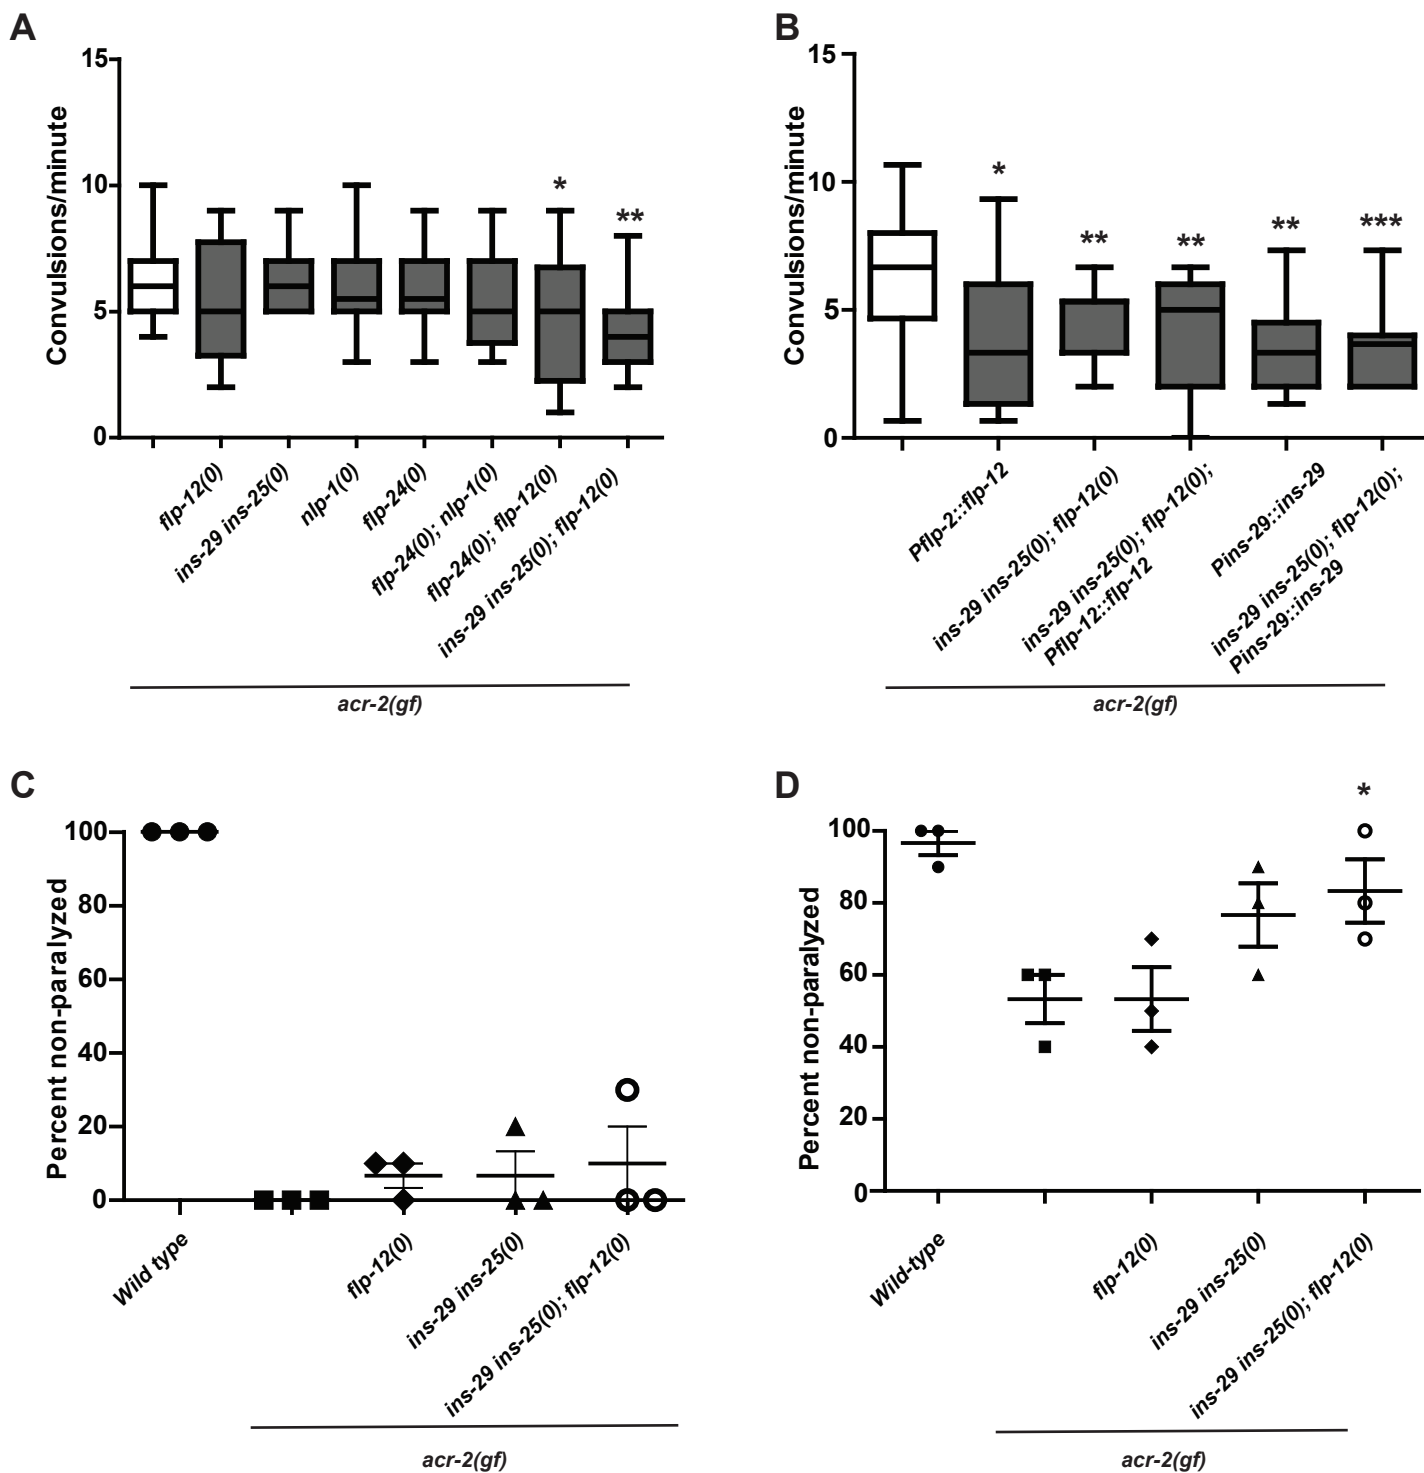 A
Convulsions/minute
15
10
5
0
*
**
flp-12(0)
ins-29 ins-25(0)
nlp-1(0)
flp-24(0)
flp-24(0); nlp-1(0)
flp-24(0); flp-12(0)
ins-29 ins-25(0); flp-12(0)
acr-2(gf)
B
Convulsions/minute
15
10
5
0
*
**
**
**
***
Pflp-2::flp-12
ins-29 ins-25(0); flp-12(0)
ins-29 ins-25(0); flp-12(0);
Pflp-12::flp-12
Pins-29::ins-29
ins-29 ins-25(0); flp-12(0);
Pins-29::ins-29
acr-2(gf)
C
Percent non-paralyzed
100
80
60
40
20
0
Wild type
flp-12(0)
ins-29 ins-25(0)
ins-29 ins-25(0); flp-12(0)
acr-2(gf)
D
Percent non-paralyzed
100
80
60
40
20
0
*
Wild-type
flp-12(0)
ins-29 ins-25(0)
ins-29 ins-25(0); flp-12(0)
acr-2(gf)